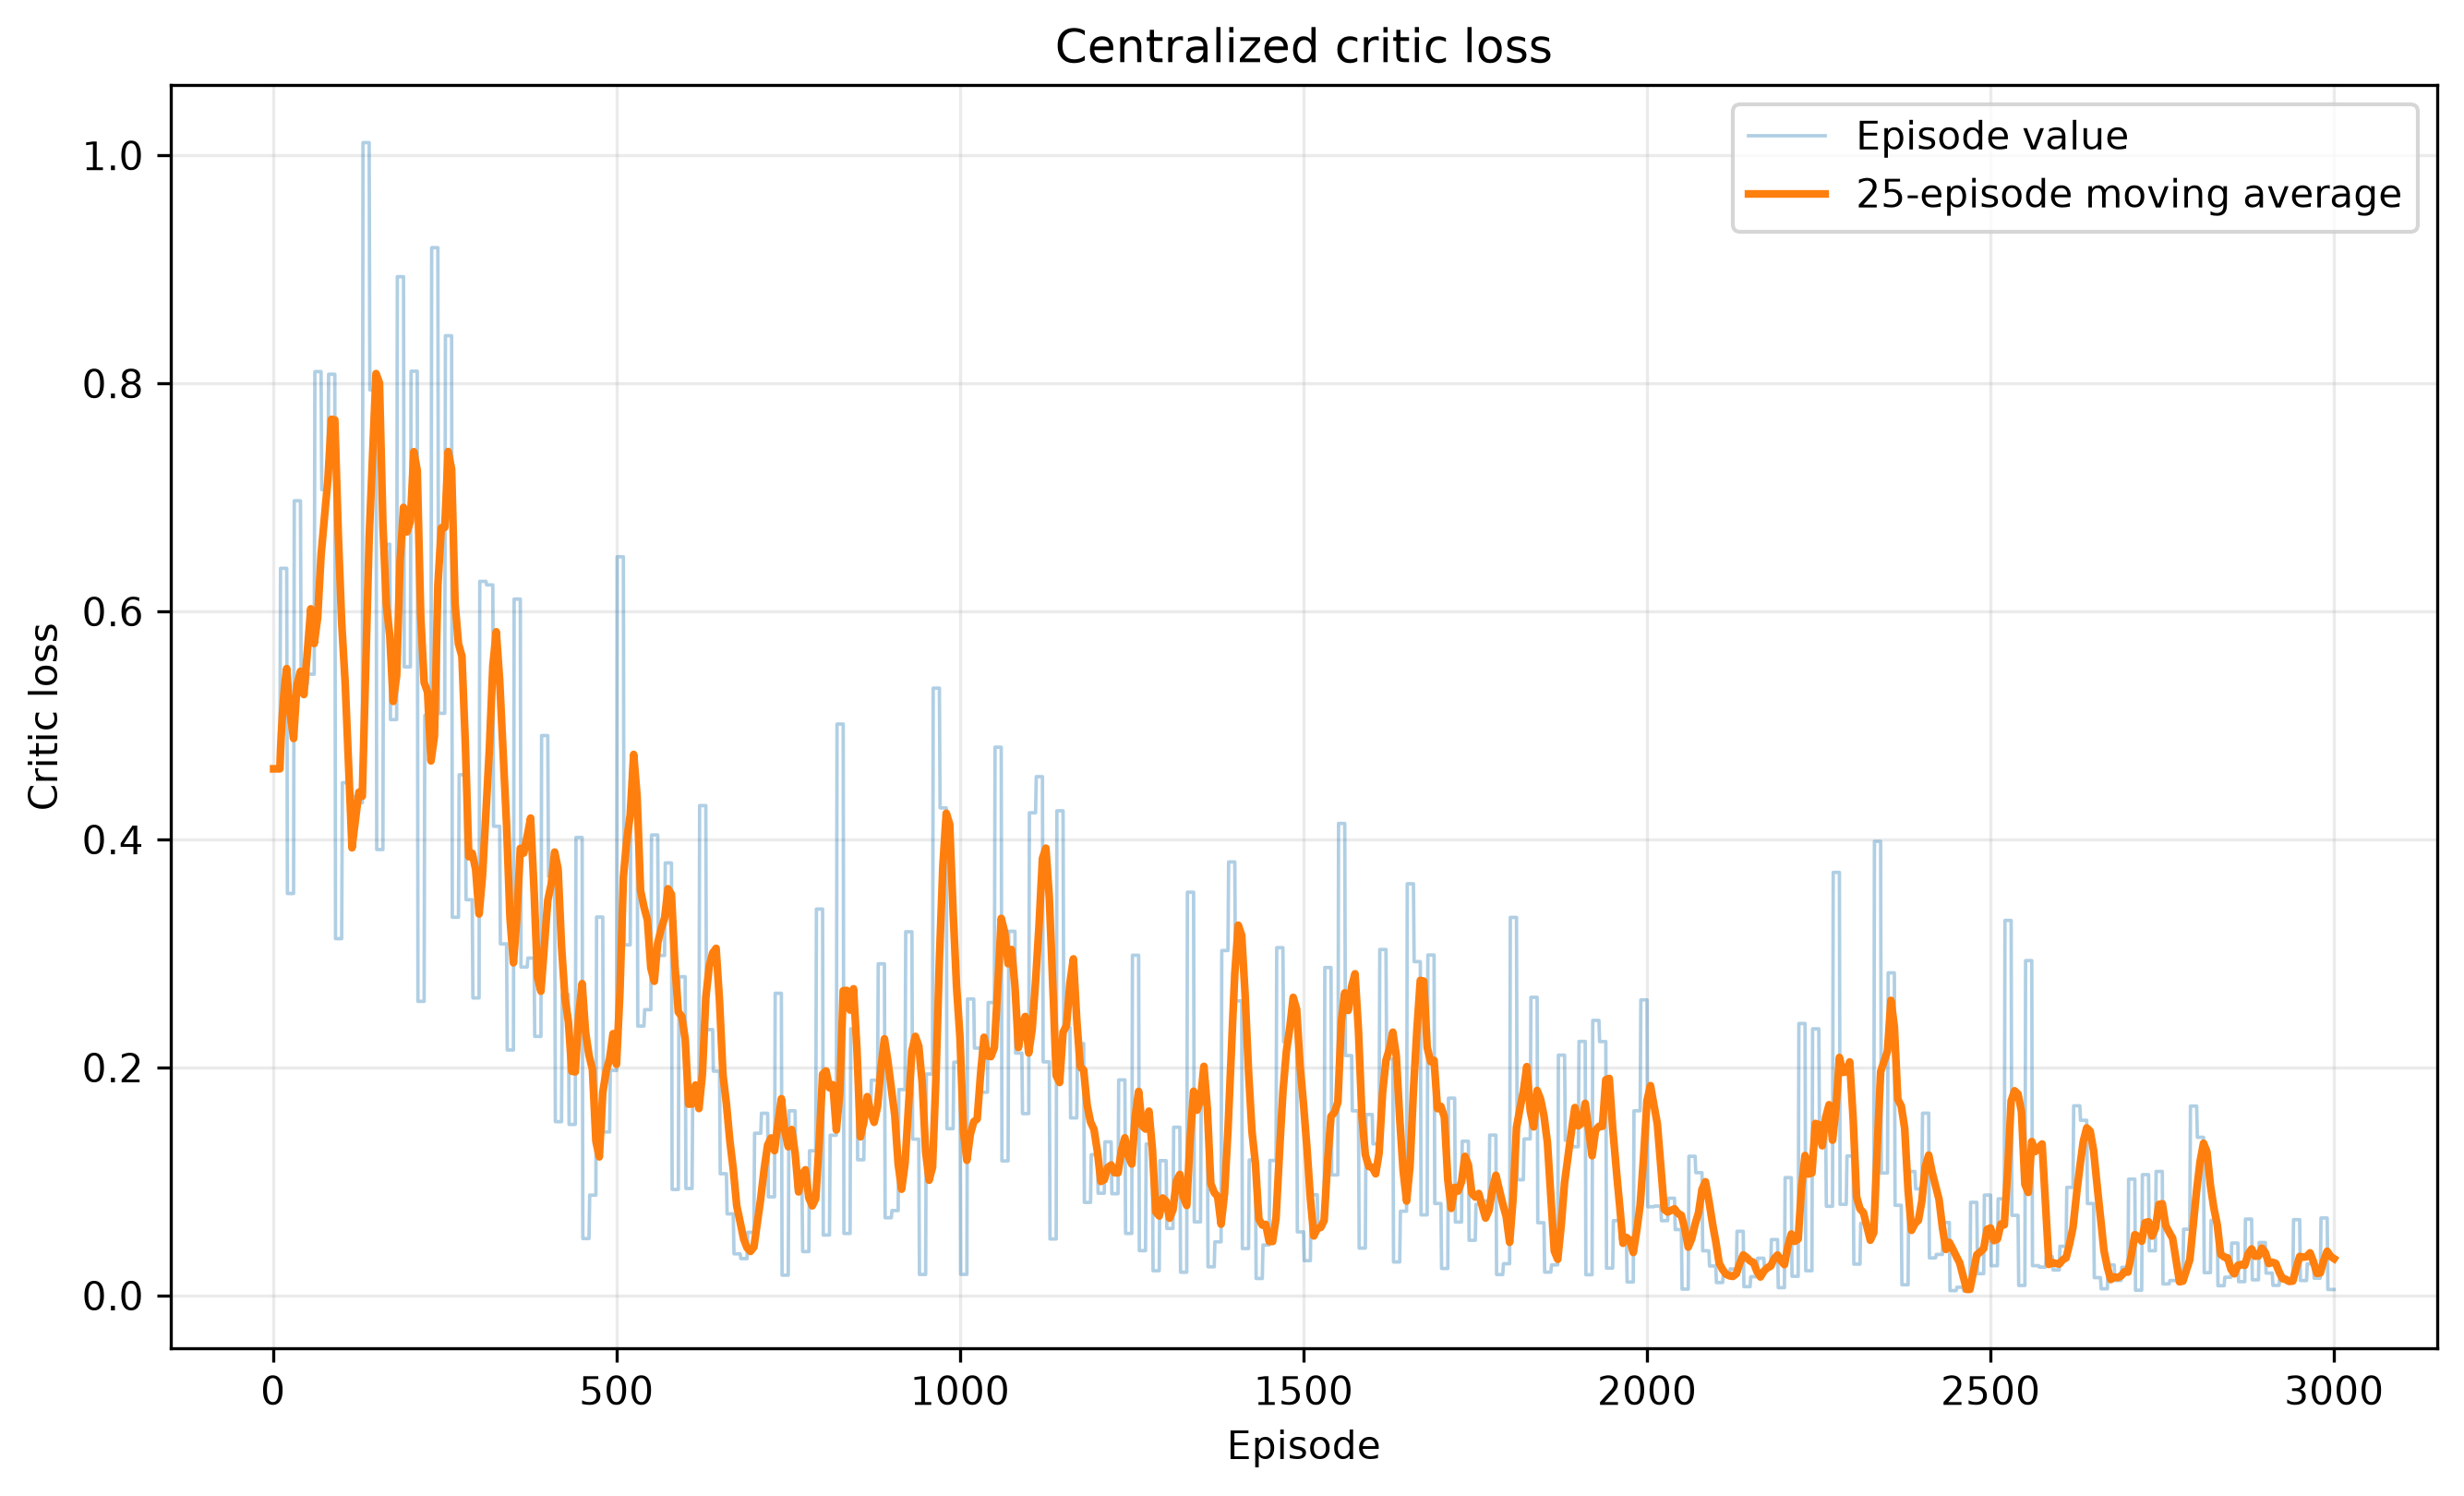 Centralized critic loss
Episode value
25-episode moving average
Critic loss
1.0
0.8
0.6
0.4
0.2
0.0
0 500 1000 1500 2000 2500 3000
Episode